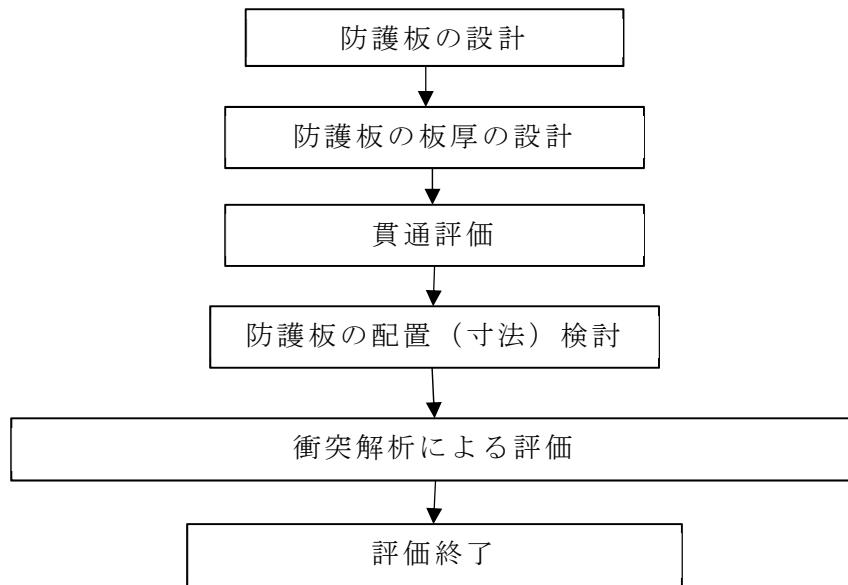 防護板の設計
防護板の板厚の設計
貫通評価
防護板の配置（寸法）検討
衝突解析による評価
評価終了